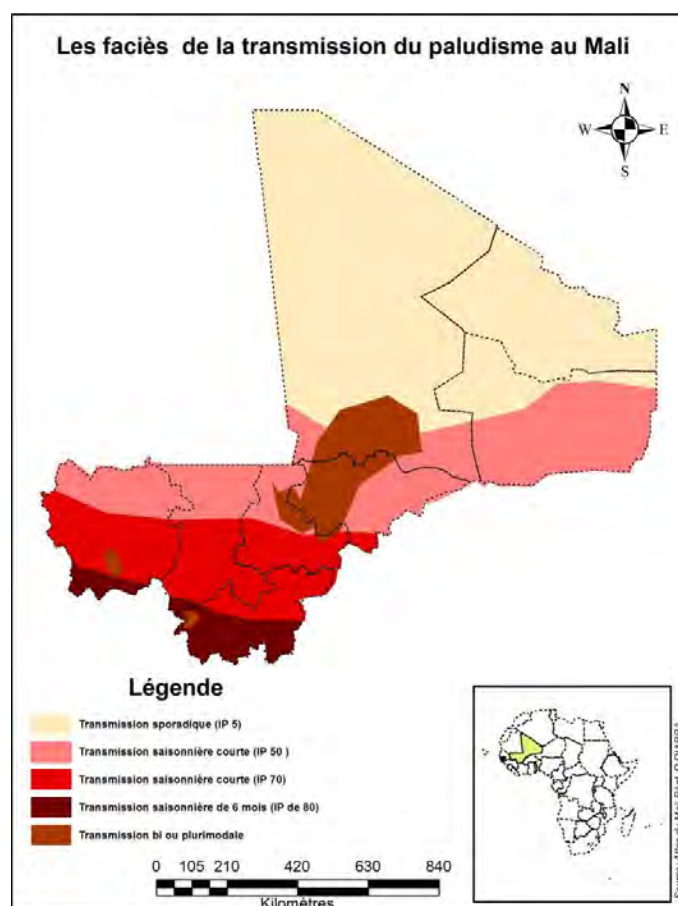 Les faciès de la transmission du paludisme au Mali
N
W E
S
Légende
Transmission sporadique (IP 5)
Transmission saisonnière courte (IP 50 )
Transmission saisonnière courte (IP 70)
Transmission saisonnière de 6 mois (IP de 80)
Transmission bi ou plurimodale
0 105 210 420 630 840
Kilomètres
Source: Mali